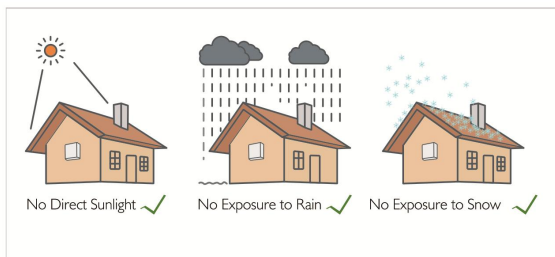 No Direct Sunlight
No Exposure to Rain
No Exposure to Snow